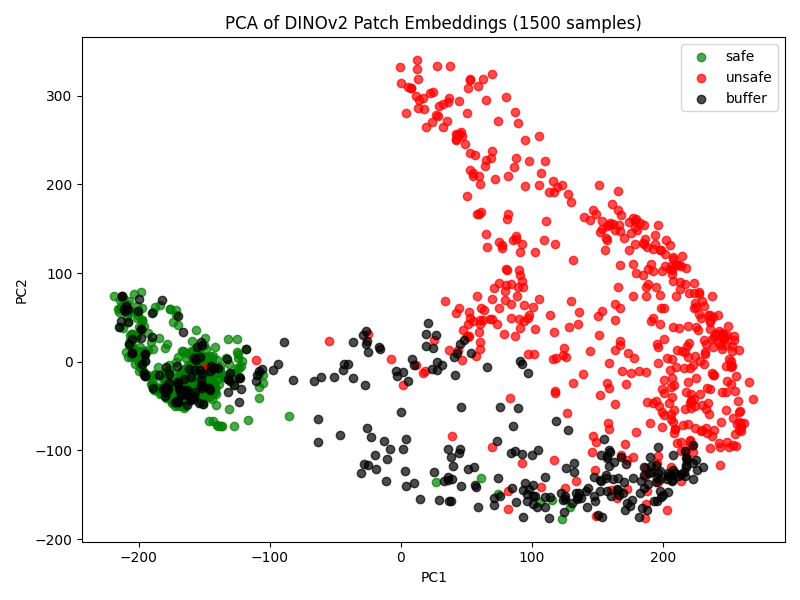 PCA of DINOv2 Patch Embeddings (1500 samples)
safe
unsafe
buffer
300
200
100
0
−100
−200
PC2
−200
−100
0
100
200
PC1